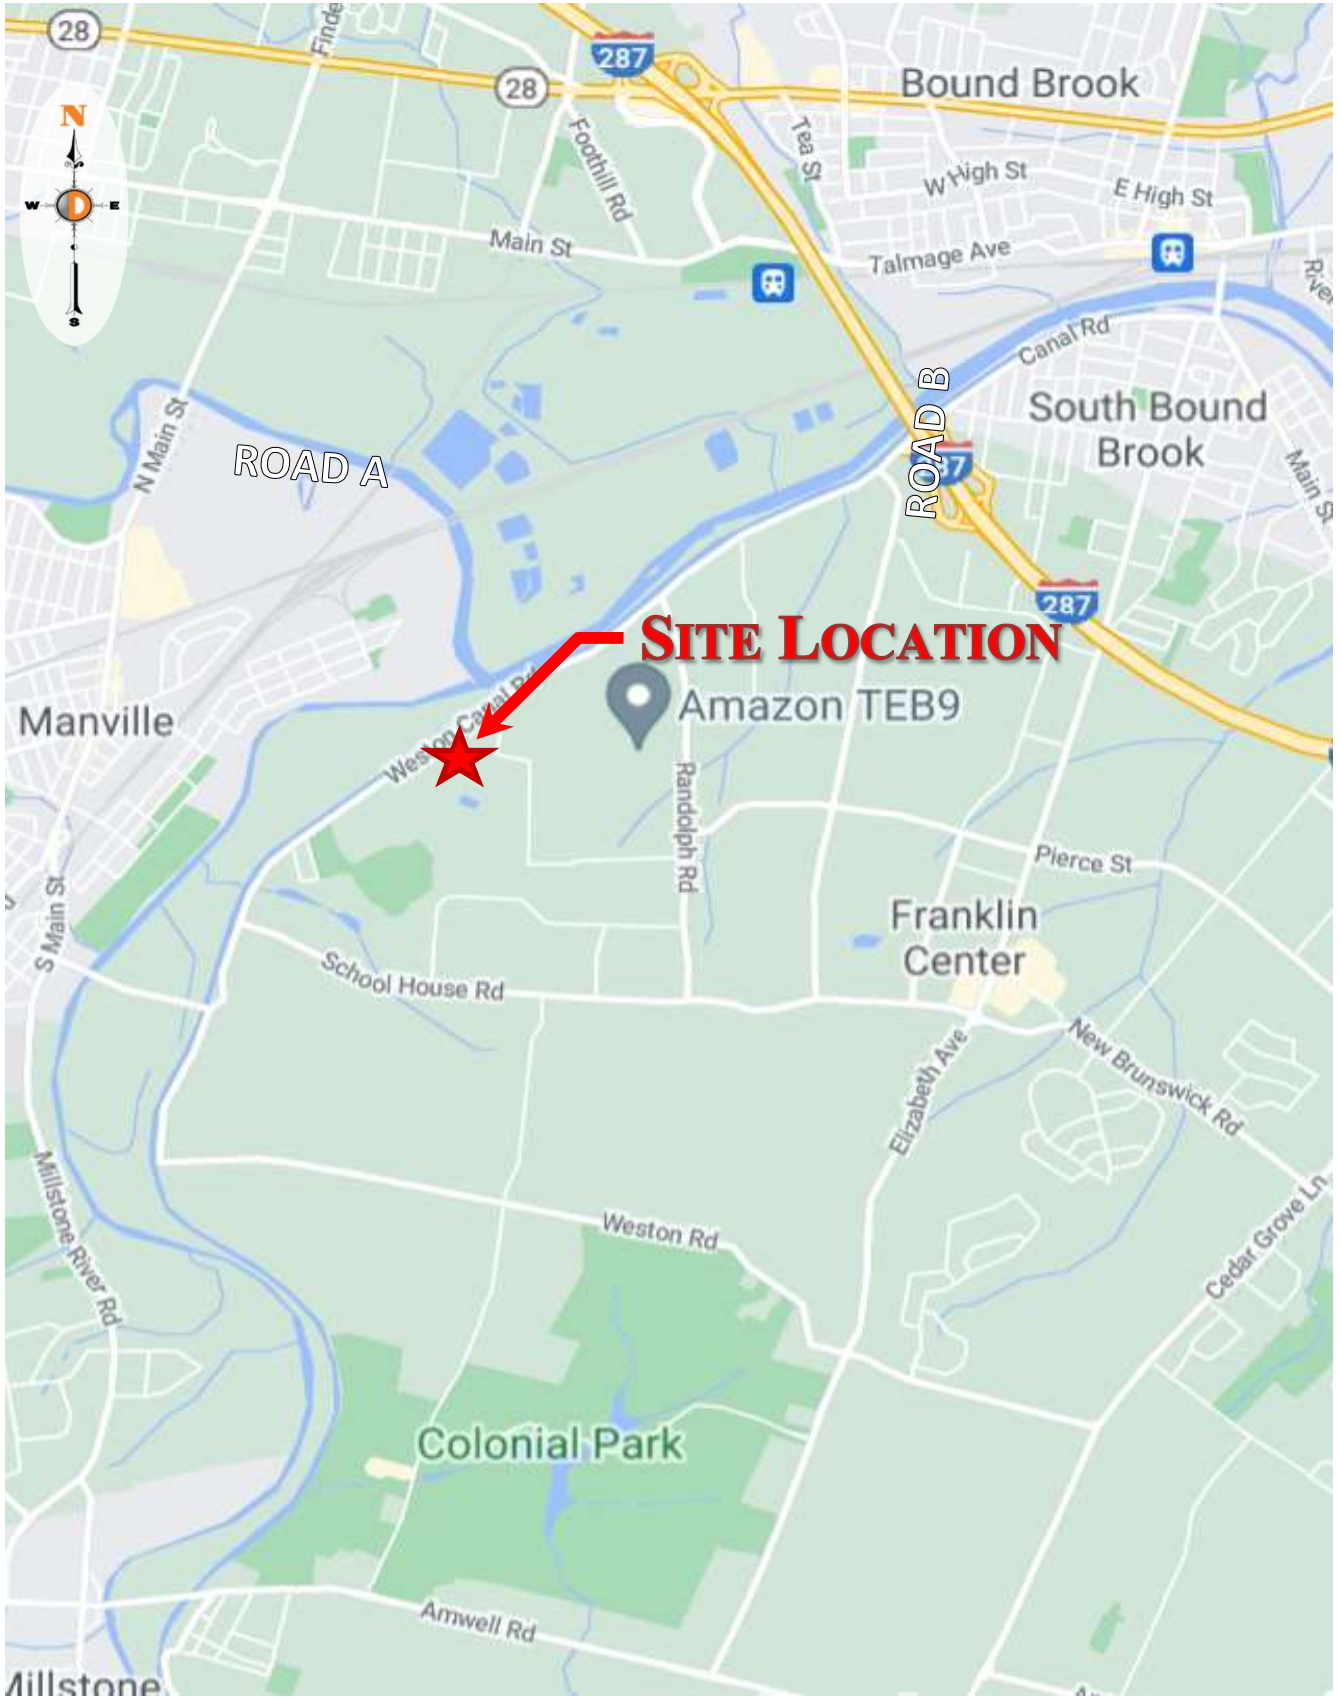 28
Finde
287
28
Bound Brook
N
W
E
S
Foothill Rd
Tea St
W High St
E High St
Main St
Talmage Ave
River
Canal Rd
ROAD B
South Bound
Brook
N Main St
ROAD A
287
Main St
287
SITE LOCATION
Weston Canal Rd
Amazon TEB9
Manville
Randolph Rd
Pierce St
S Main St
Franklin
Center
School House Rd
New Brunswick Rd
Elizabeth Ave
Millstone River Rd
Weston Rd
Cedar Grove Ln
Colonial Park
Amwell Rd
Millstone